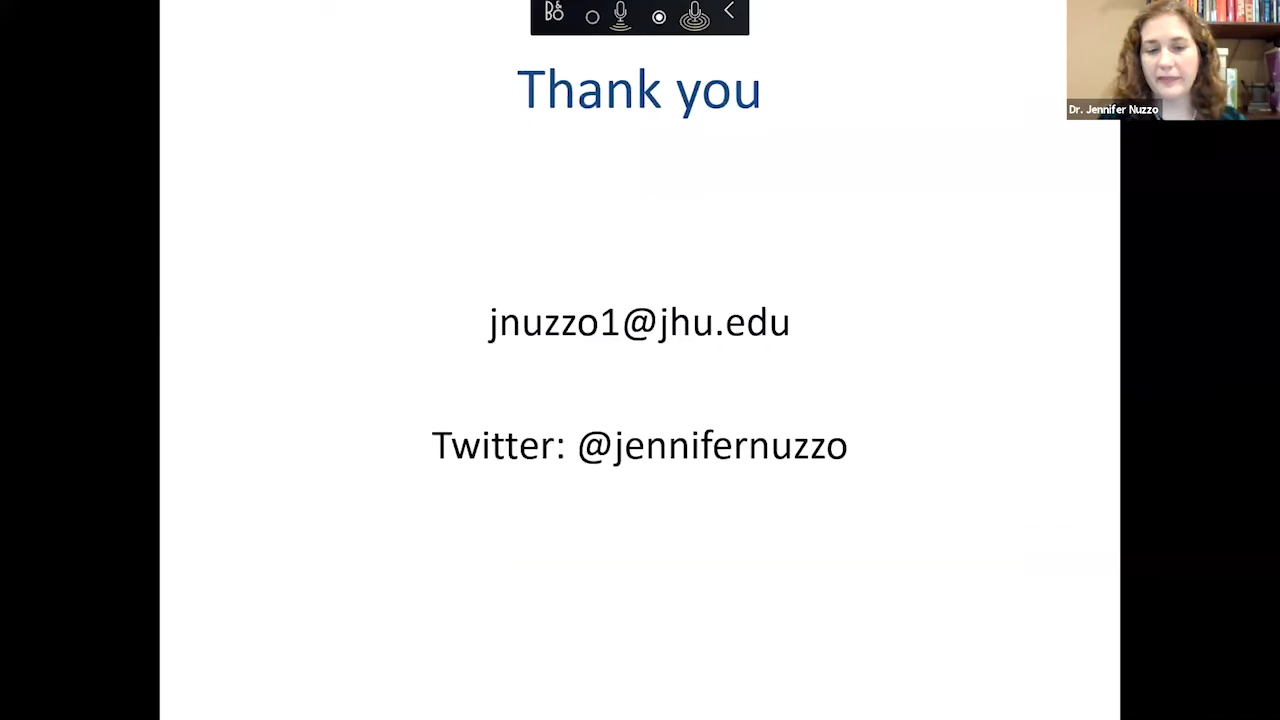 B&O
Thank you
Dr. Jennifer Nuzzo
jnuzzo1@jhu.edu
Twitter: @jennifernuzzo